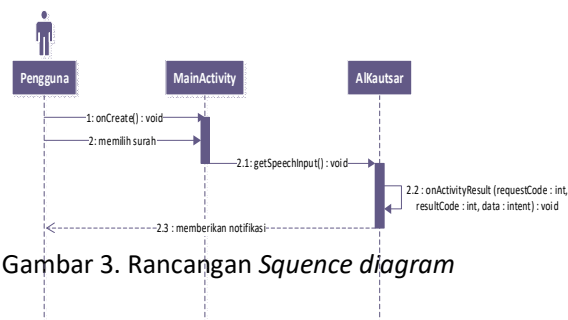 Pengguna
MainActivity
AlKautsar
1: onCreate() : void
2: memilih surah
2.1: getSpeechInput() : void
2.2 : onActivityResult (requestCode : int,
resultCode : int, data : intent) : void
2.3 : memberikan notifikasi
Gambar 3. Rancangan Squence diagram